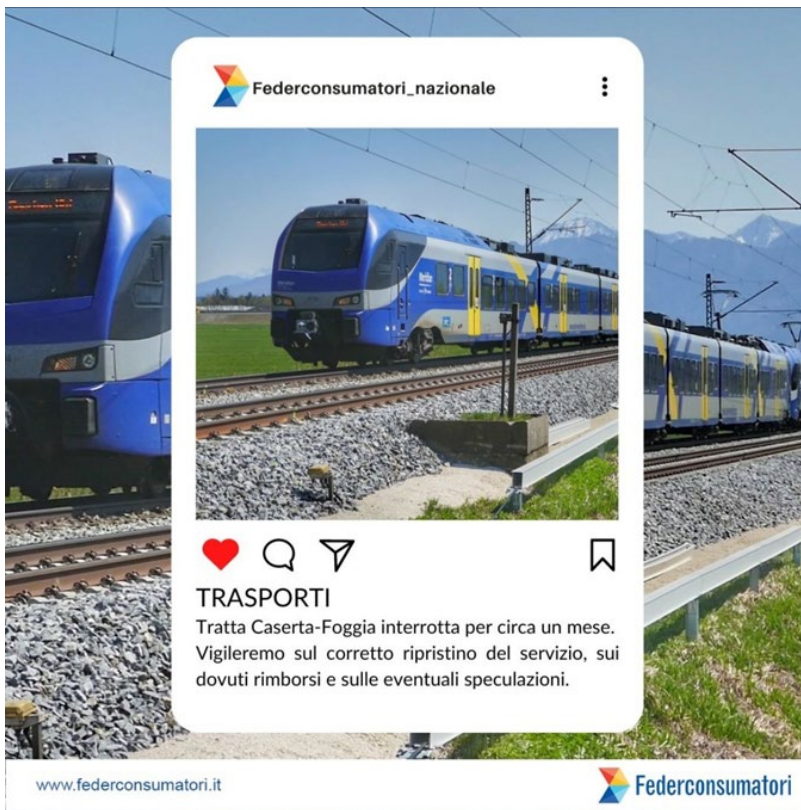 Federconsumatori_nazionale
Meridian
TRASPORTI
Tratta Caserta-Foggia interrotta per circa un mese.
Vigileremo sul corretto ripristino del servizio, sui
dovuti rimborsi e sulle eventuali speculazioni.
www.federconsumatori.it
Federconsumatori